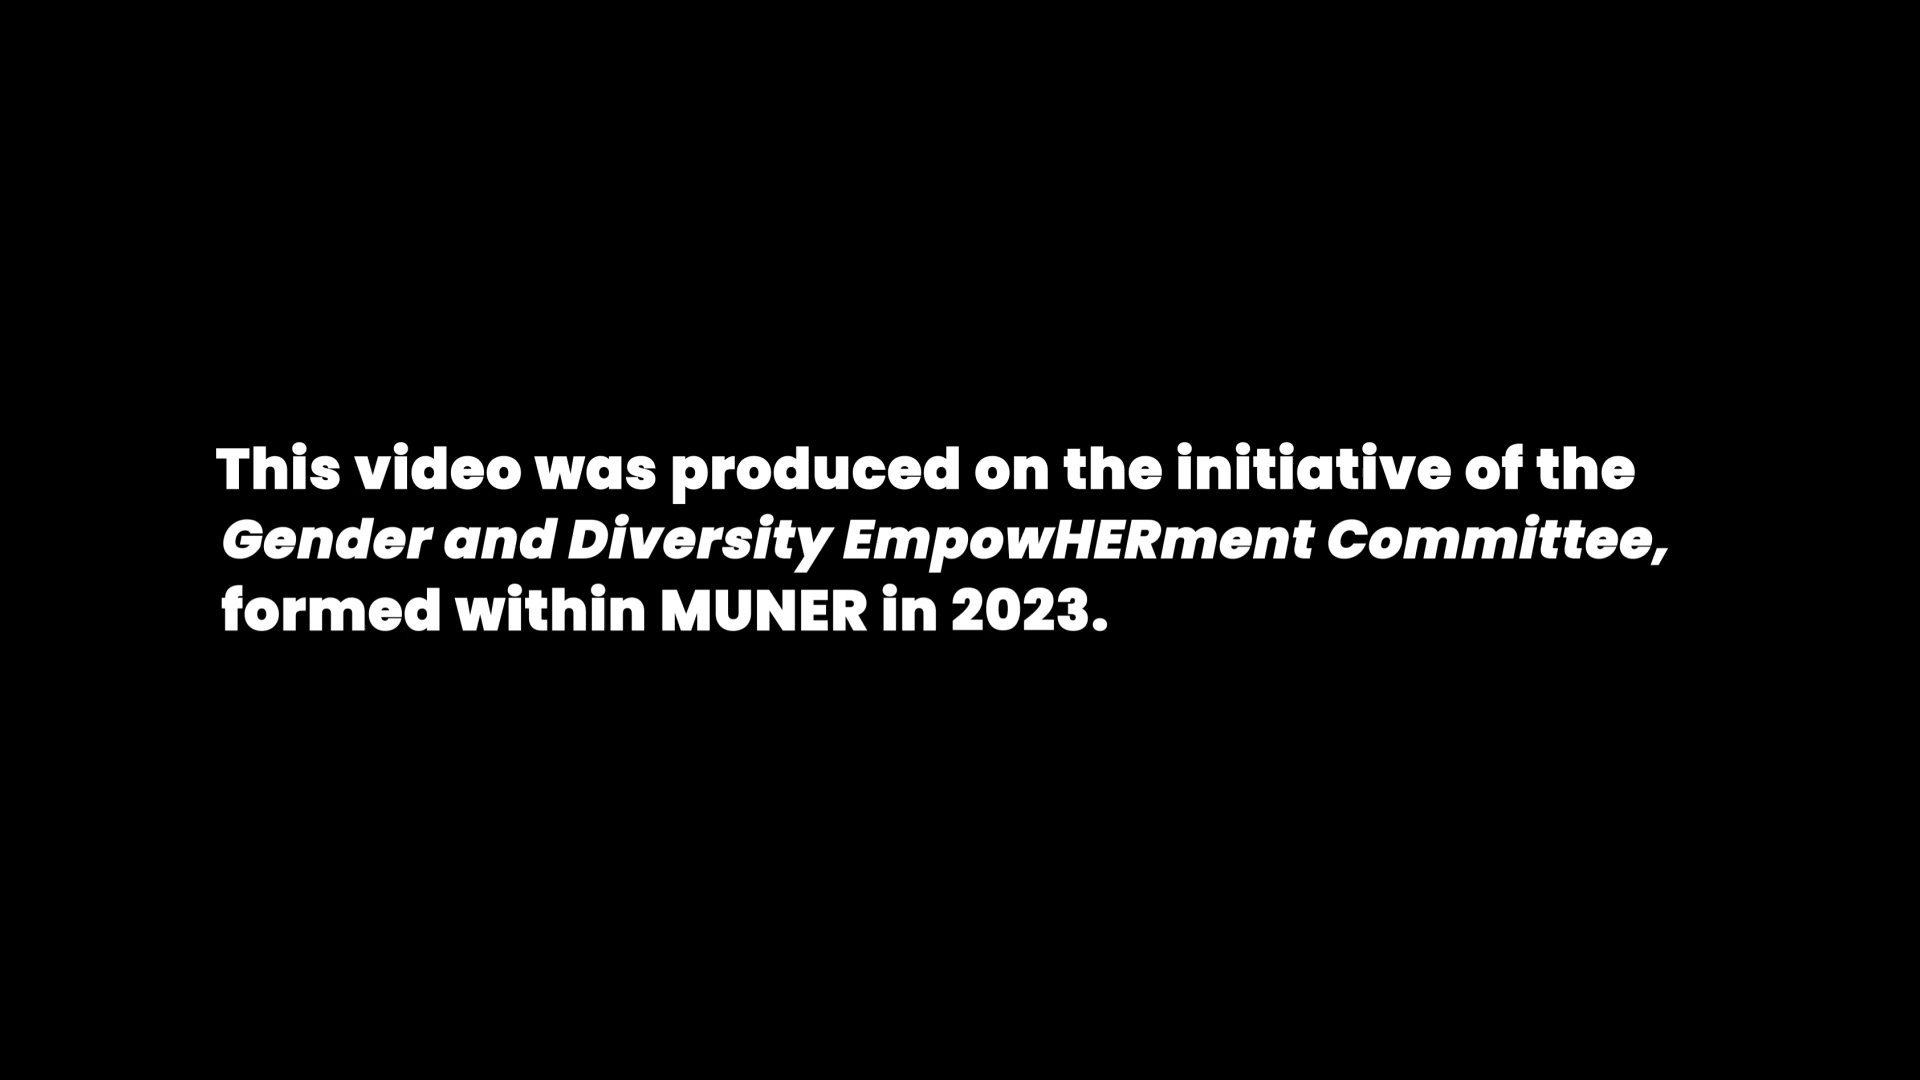 This video was produced on the initiative of the
Gender and Diversity EmpowHERment Committee,
formed within MUNER in 2023.